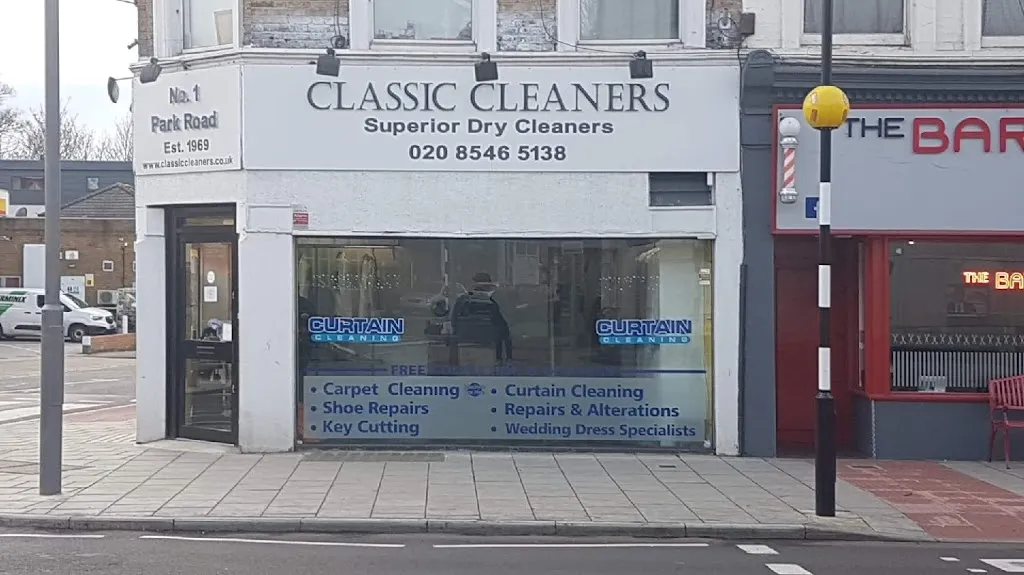 No. 1
Park Road
Est. 1969
www.classiccleaners.co.uk
CLASSIC CLEANERS
Superior Dry Cleaners
020 8546 5138
THE BAR
THE BA
CURTAIN
CLEANING
CURTAIN
CLEANING
FREE
• Carpet Cleaning
• Shoe Repairs
• Key Cutting
• Curtain Cleaning
• Repairs & Alterations
• Wedding Dress Specialists